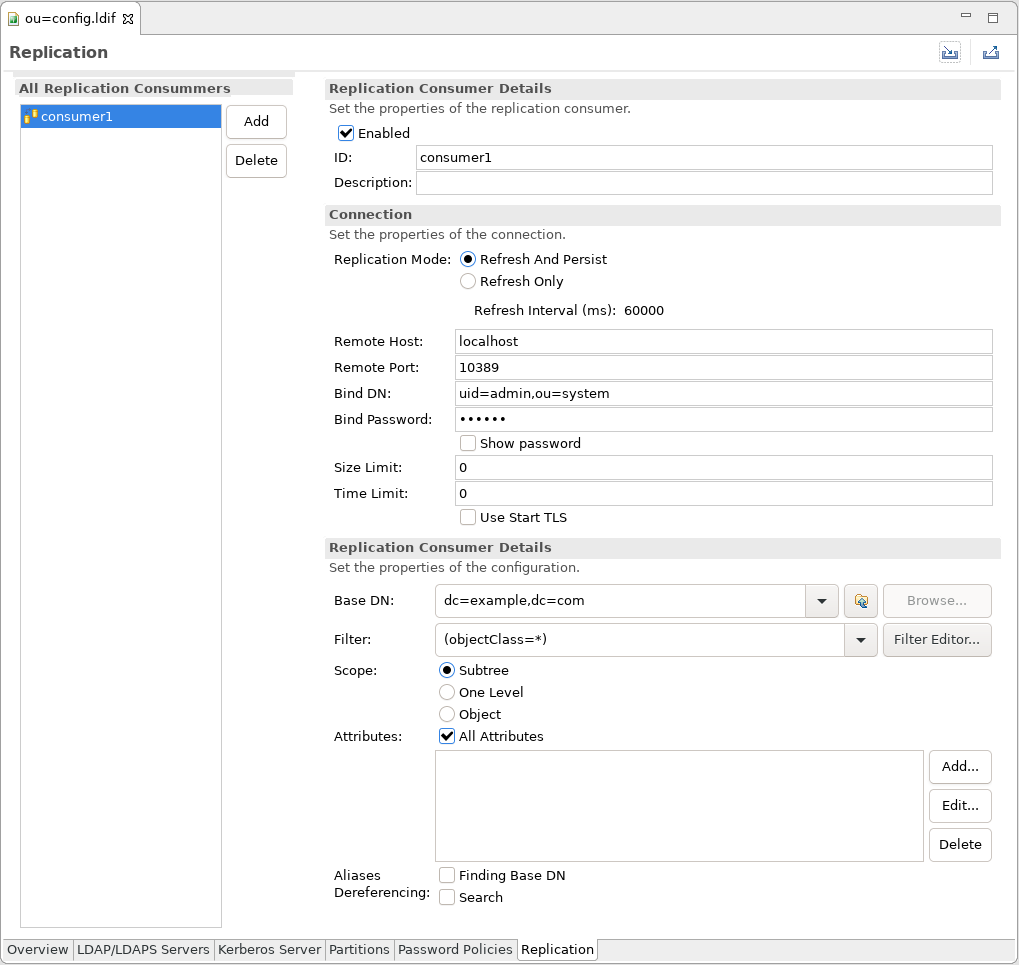 ou=config.ldif
Replication
All Replication Consummers
consumer1
Add
Delete
Replication Consumer Details
Set the properties of the replication consumer.
Enabled
ID: consumer1
Description:
Connection
Set the properties of the connection.
Replication Mode: Refresh And Persist
Refresh Only
Refresh Interval (ms): 60000
Remote Host: localhost
Remote Port: 10389
Bind DN: uid=admin,ou=system
Bind Password: ••••••
Show password
Size Limit: 0
Time Limit: 0
Use Start TLS
Replication Consumer Details
Set the properties of the configuration.
Base DN: dc=example,dc=com Browse...
Filter: (objectClass=*) Filter Editor...
Scope: Subtree
One Level
Object
Attributes: All Attributes
Add...
Edit...
Delete
Aliases Finding Base DN
Dereferencing: Search
Overview LDAP/LDAPS Servers Kerberos Server Partitions Password Policies Replication